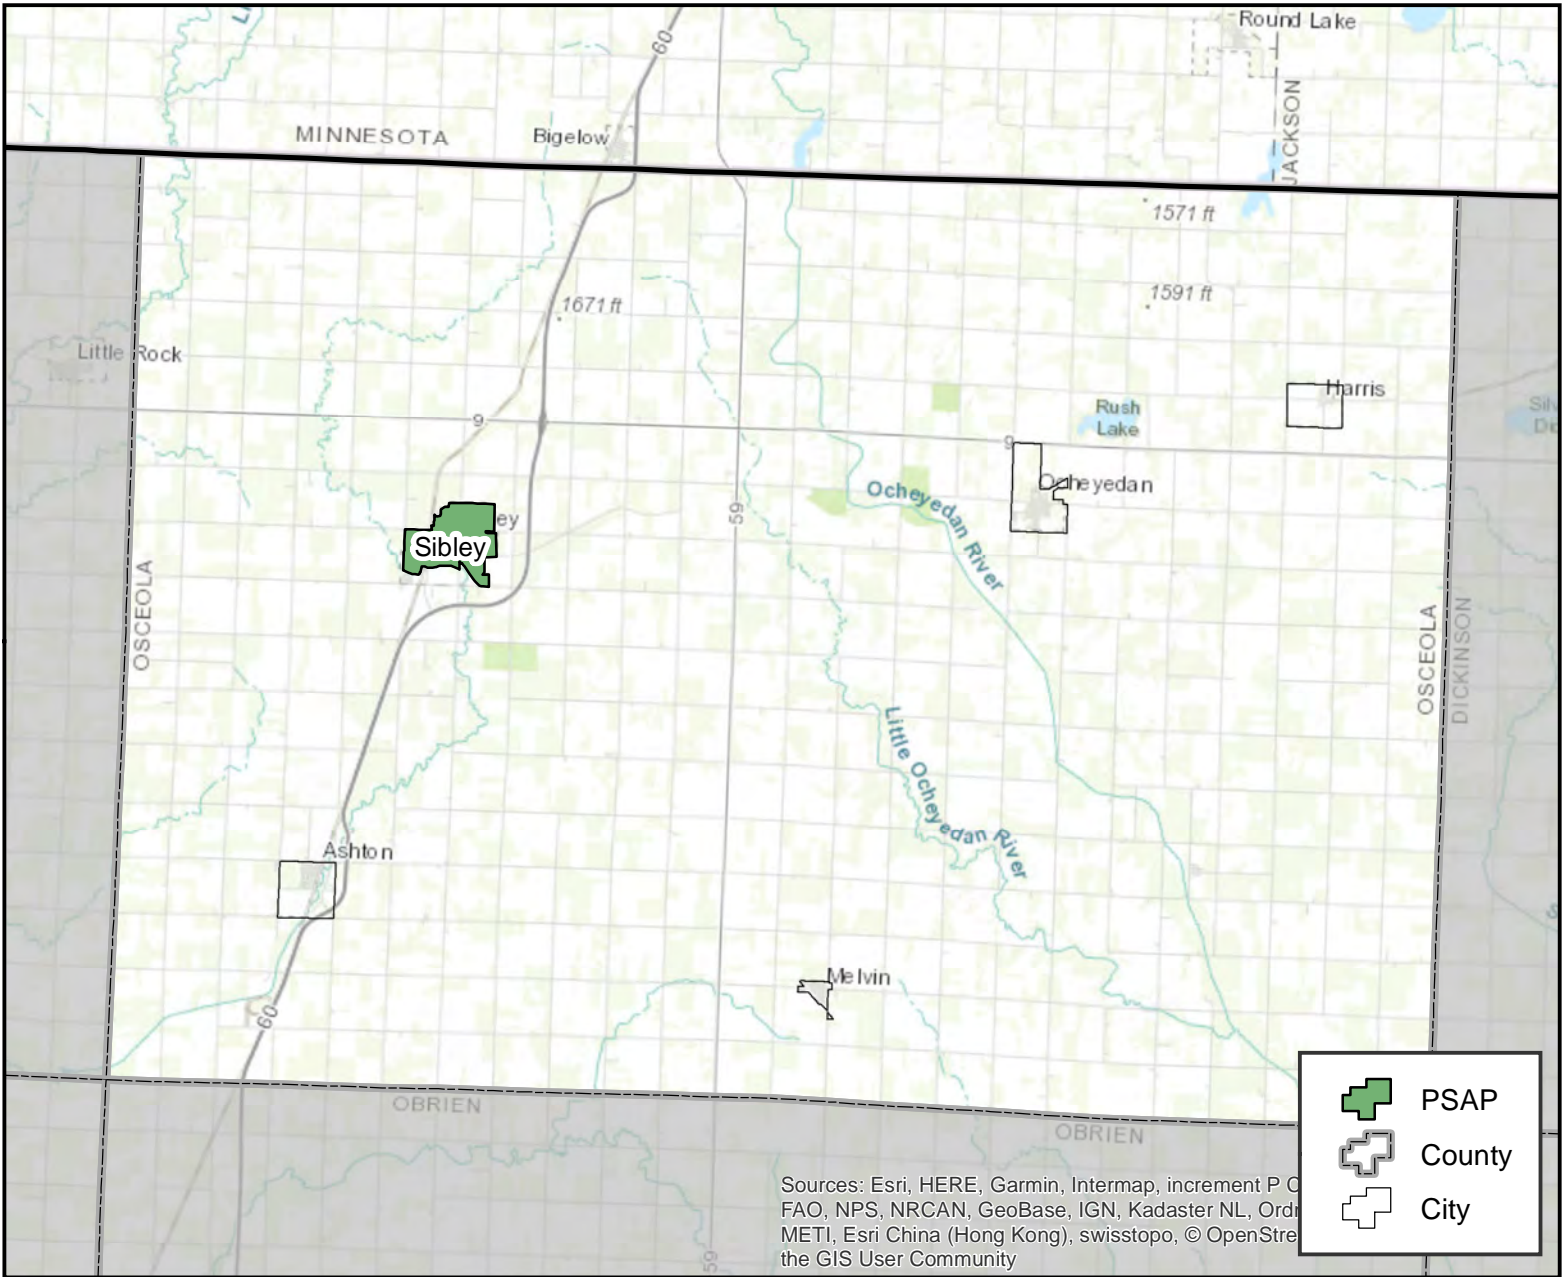 Round Lake
60
JACKSON
MINNESOTA
Bigelow
1571 ft
1591 ft
1671 ft
Little Rock
Harris
9
Rush
Lake
9
Ocheyedan
Ocheyedan River
59
Sibley
OSCEOLA
OSCEOLA
DICKINSON
Little Ocheyedan River
Ashton
Melvin
60
OBRIEN
OBRIEN
PSAP
County
City
Sources: Esri, HERE, Garmin, Intermap, increment P
FAO, NPS, NRCAN, GeoBase, IGN, Kadaster NL,
METI, Esri China (Hong Kong), swisstopo, ©
the GIS User Community
59